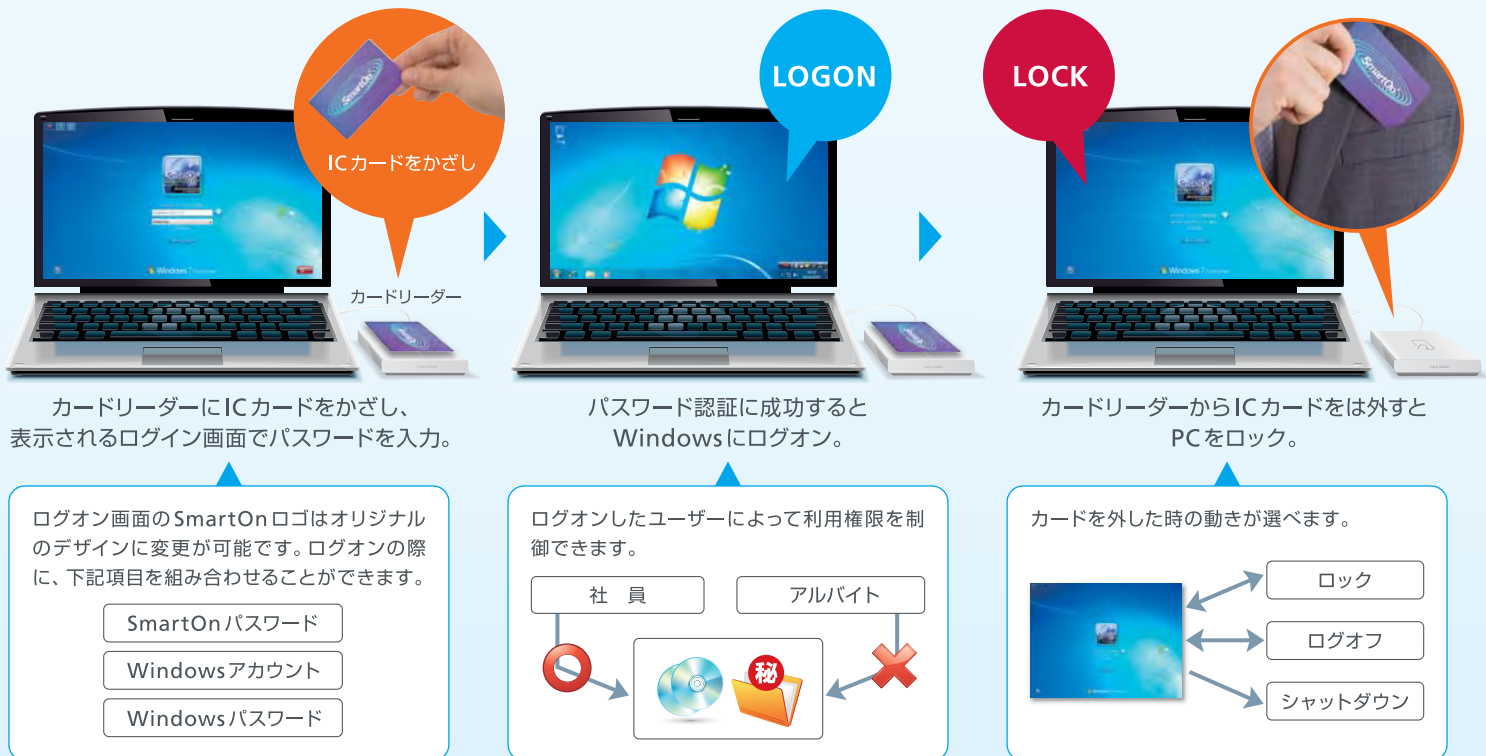 SmartOn
ICカードをかざし
LOGON
LOCK
SmartOn
Windows 7
Windows 7
カードリーダー
カードリーダーにICカードをかざし、
表示されるログイン画面でパスワードを入力。
パスワード認証に成功すると
Windowsにログオン。
カードリーダーからICカードをは外すと
PCをロック。
ログオン画面のSmartOnロゴはオリジナル
のデザインに変更が可能です。ログオンの際
に、下記項目を組み合わせることができます。
SmartOnパスワード
Windowsアカウント
Windowsパスワード
ログオンしたユーザーによって利用権限を制
御できます。
社 員
アルバイト
秘
カードを外した時の動きが選べます。
ロック
ログオフ
シャットダウン